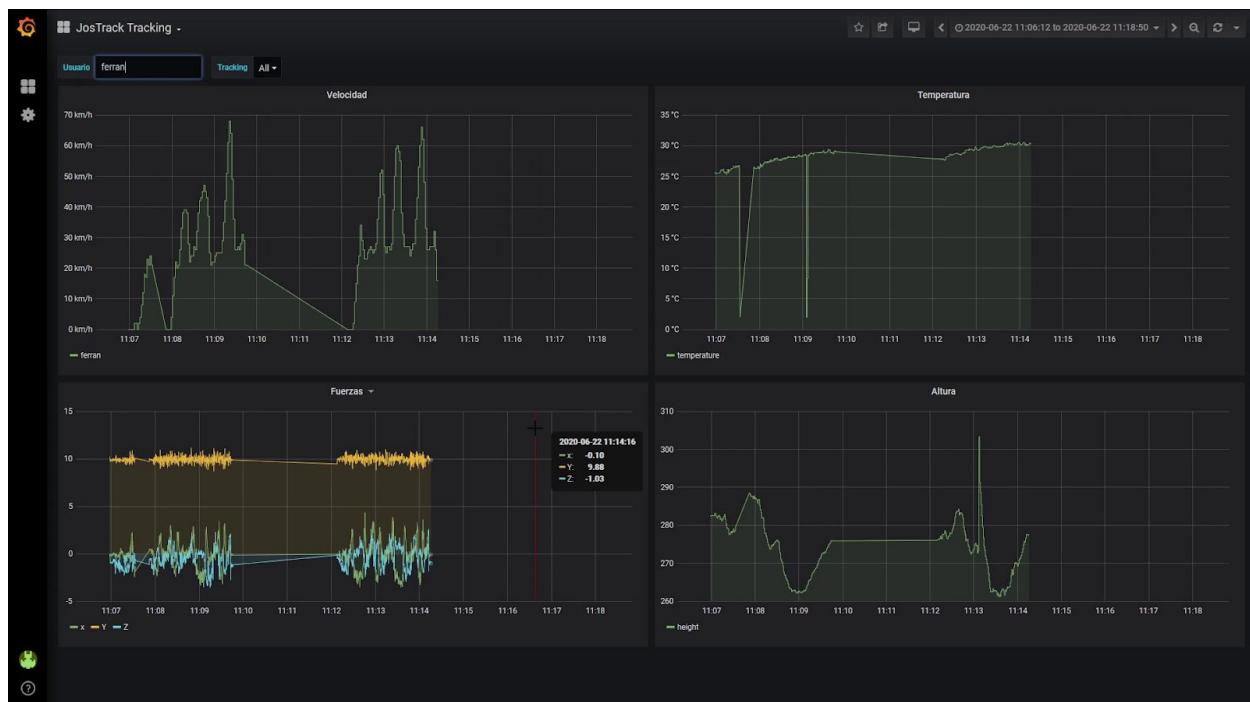 JosTrack Tracking
2020-06-22 11:06:12 to 2020-06-22 11:18:50
Usuario ferran Tracking All
Velocidad
70 km/h
60 km/h
50 km/h
40 km/h
30 km/h
20 km/h
10 km/h
0 km/h
11:07 11:08 11:09 11:10 11:11 11:12 11:13 11:14 11:15 11:16 11:17 11:18
ferran
Temperatura
35 °C
30 °C
25 °C
20 °C
15 °C
10 °C
5 °C
0 °C
11:07 11:08 11:09 11:10 11:11 11:12 11:13 11:14 11:15 11:16 11:17 11:18
temperature
Fuerzas
15
10
5
0
-5
11:07 11:08 11:09 11:10 11:11 11:12 11:13 11:14 11:15 11:16 11:17 11:18
x Y Z
2020-06-22 11:14:16
x: -0.10
Y: 9.88
Z: -1.03
Altura
310
300
290
280
270
260
11:07 11:08 11:09 11:10 11:11 11:12 11:13 11:14 11:15 11:16 11:17 11:18
height